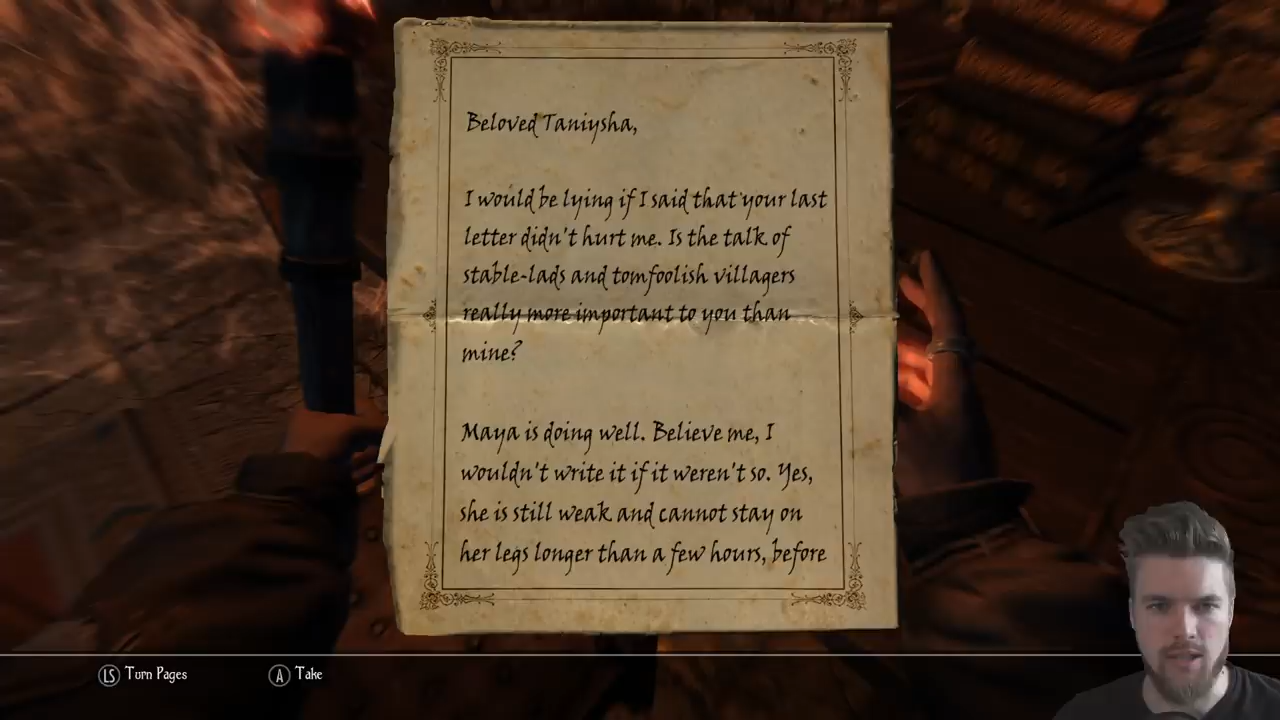 Beloved Taniysha,
I would be lying if I said that your last
letter didn't hurt me. Is the talk of
stable-lads and tomfoolish villagers
really more important to you than
mine?
Maya is doing well. Believe me, I
wouldn't write it if it weren't so. Yes,
she is still weak and cannot stay on
her legs longer than a few hours, before
LS Turn Pages
A Take